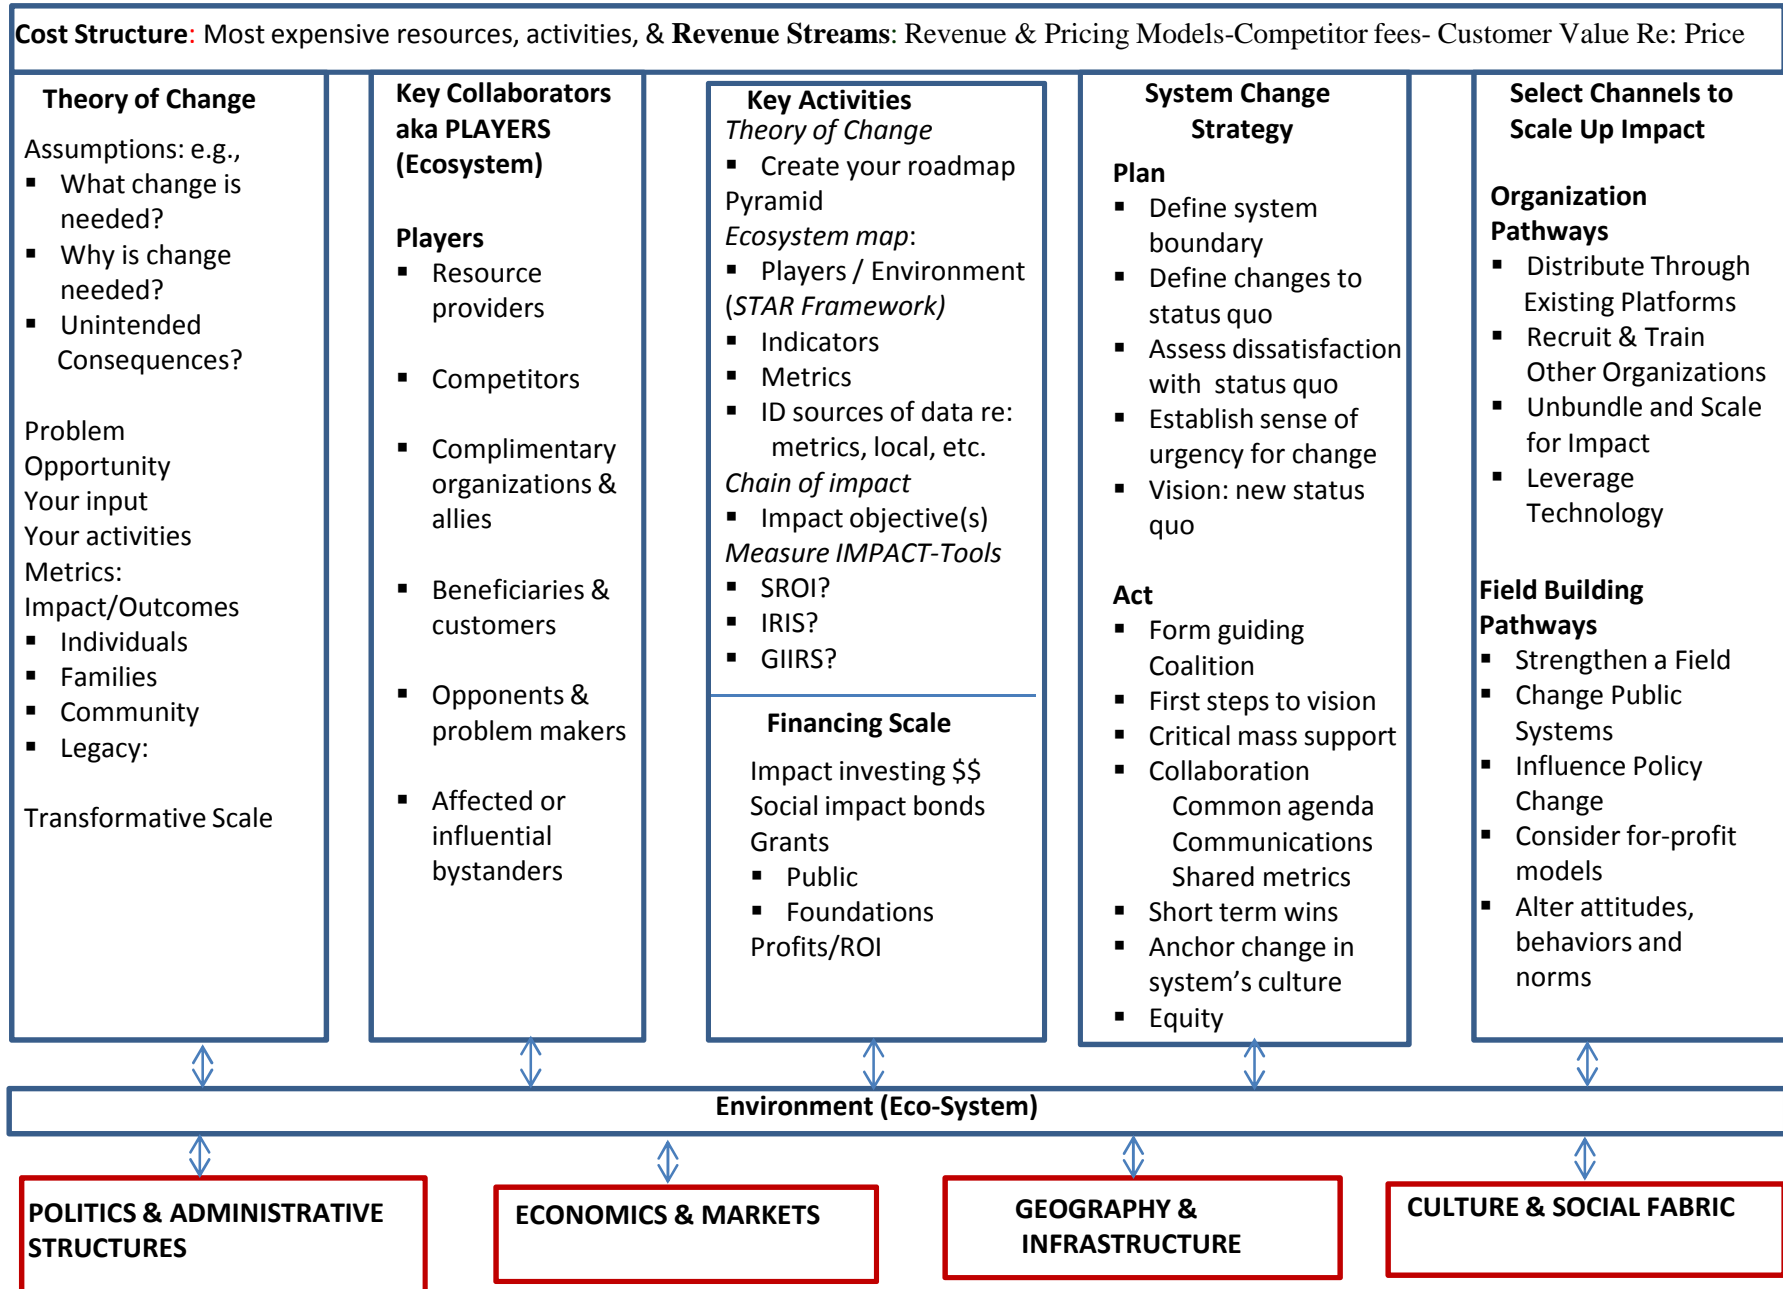 Cost Structure: Most expensive resources, activities, & Revenue Streams: Revenue & Pricing Models-Competitor fees- Customer Value Re: Price
Theory of Change
Assumptions: e.g.,
▪ What change is
needed?
▪ Why is change
needed?
▪ Unintended
Consequences?
Problem
Opportunity
Your input
Your activities
Metrics:
Impact/Outcomes
▪ Individuals
▪ Families
▪ Community
▪ Legacy:
Transformative Scale
Key Collaborators
aka PLAYERS
(Ecosystem)
Players
▪ Resource
providers
▪ Competitors
▪ Complimentary
organizations &
allies
▪ Beneficiaries &
customers
▪ Opponents &
problem makers
▪ Affected or
influential
bystanders
Key Activities
Theory of Change
▪ Create your roadmap
Pyramid
Ecosystem map:
▪ Players / Environment
(STAR Framework)
▪ Indicators
▪ Metrics
▪ ID sources of data re:
metrics, local, etc.
Chain of impact
▪ Impact objective(s)
Measure IMPACT-Tools
▪ SROI?
▪ IRIS?
▪ GIIRS?
Financing Scale
Impact investing $$
Social impact bonds
Grants
▪ Public
▪ Foundations
Profits/ROI
System Change
Strategy
Plan
▪ Define system
boundary
▪ Define changes to
status quo
▪ Assess dissatisfaction
with status quo
▪ Establish sense of
urgency for change
▪ Vision: new status
quo
Act
▪ Form guiding
Coalition
▪ First steps to vision
▪ Critical mass support
▪ Collaboration
Common agenda
Communications
Shared metrics
▪ Short term wins
▪ Anchor change in
system’s culture
▪ Equity
Select Channels to
Scale Up Impact
Organization
Pathways
▪ Distribute Through
Existing Platforms
▪ Recruit & Train
Other Organizations
▪ Unbundle and Scale
for Impact
▪ Leverage
Technology
Field Building
Pathways
▪ Strengthen a Field
▪ Change Public
Systems
▪ Influence Policy
Change
▪ Consider for-profit
models
▪ Alter attitudes,
behaviors and
norms
Environment (Eco-System)
POLITICS & ADMINISTRATIVE
STRUCTURES
ECONOMICS & MARKETS
GEOGRAPHY &
INFRASTRUCTURE
CULTURE & SOCIAL FABRIC